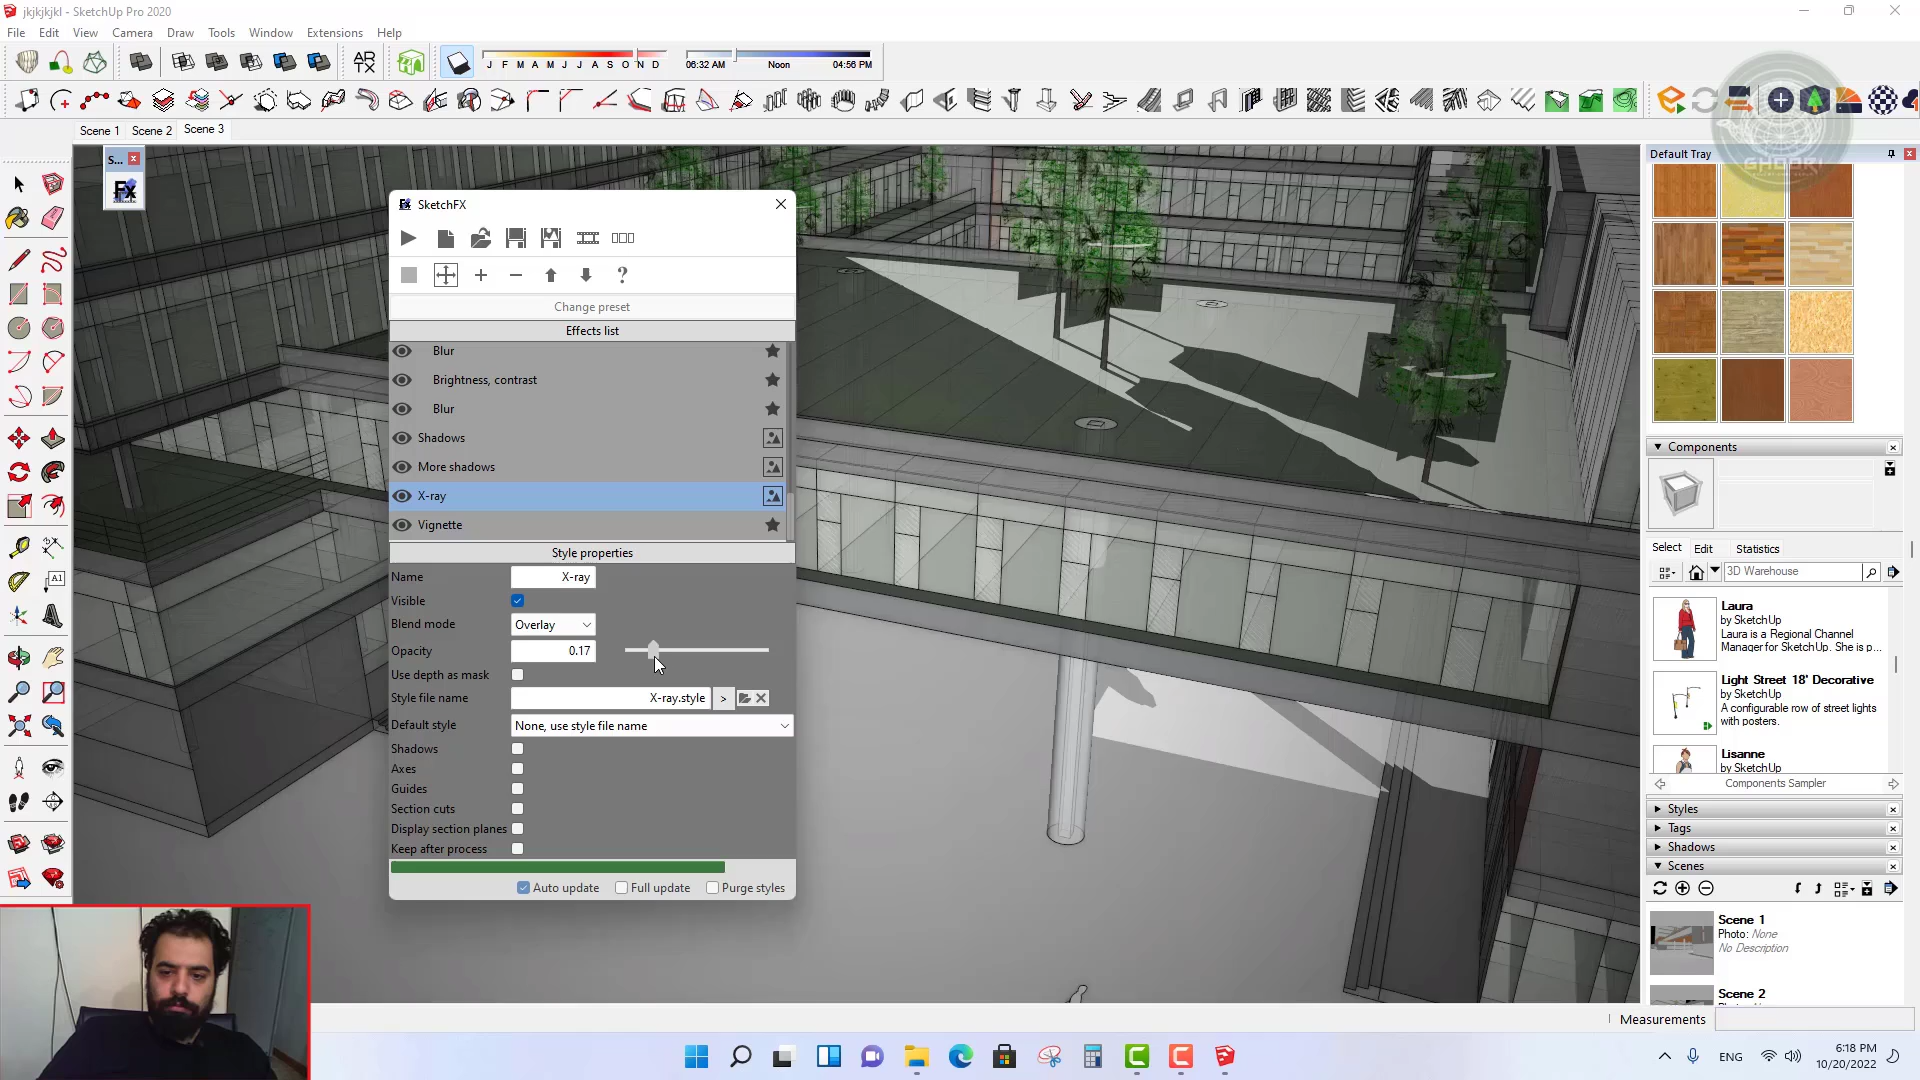 jkjkjkjkl - SketchUp Pro 2020
File Edit View Camera Draw Tools Window Extensions Help
AR
TX
J F M A M J J A S O N D
06:32 AM Noon 04:56 PM
Scene 1 Scene 2 Scene 3
S...
Fx
GHODRI
SketchFX
Change preset
Effects list
Blur
Brightness, contrast
Blur
Shadows
More shadows
X-ray
Vignette
Style properties
Name X-ray
Visible
Blend mode Overlay
Opacity 0.17
Use depth as mask
Style file name X-ray.style >
Default style None, use style file name
Shadows
Axes
Guides
Section cuts
Display section planes
Keep after process
Auto update Full update Purge styles
A1
Default Tray
Components
Select Edit Statistics
3D Warehouse
Laura
by SketchUp
Laura is a Regional Channel
Manager for SketchUp. She is p...
Light Street 18' Decorative
by SketchUp
A configurable row of street lights
with posters.
Lisanne
by SketchUp
Components Sampler
Styles
Tags
Shadows
Scenes
Scene 1
Photo: None
No Description
Scene 2
Measurements
ENG
6:18 PM
10/20/2022